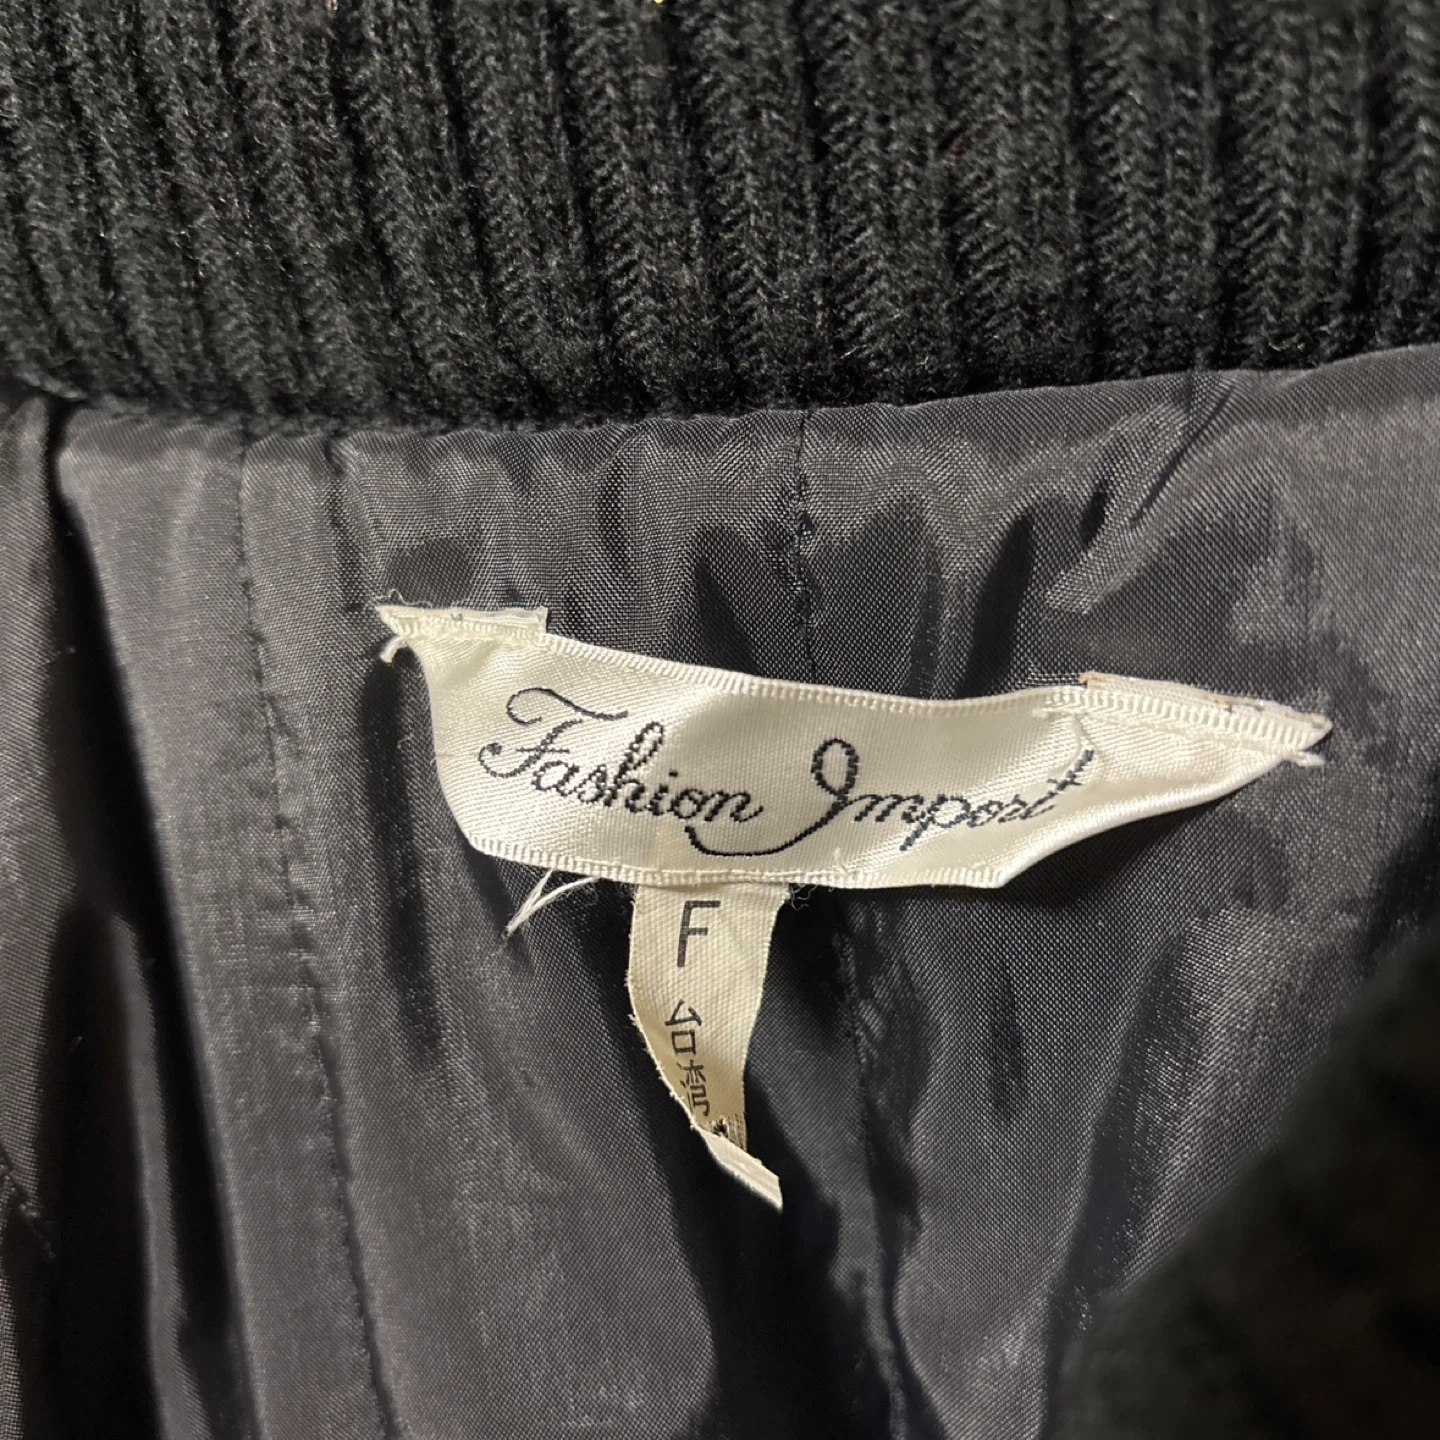 Fashion Import
F
台湾